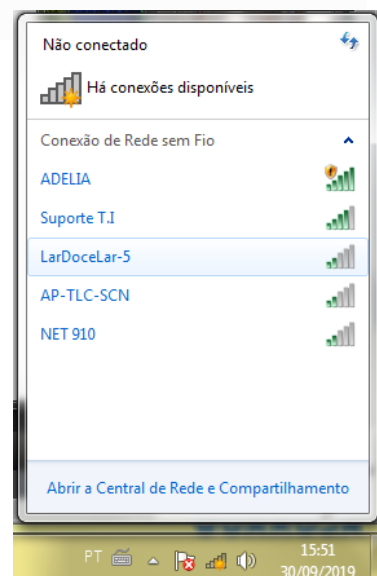 Não conectado
Há conexões disponíveis
Conexão de Rede sem Fio
ADELIA
Suporte T.I
LarDoceLar-5
AP-TLC-SCN
NET 910
Abrir a Central de Rede e Compartilhamento
PT
15:51
30/09/2019